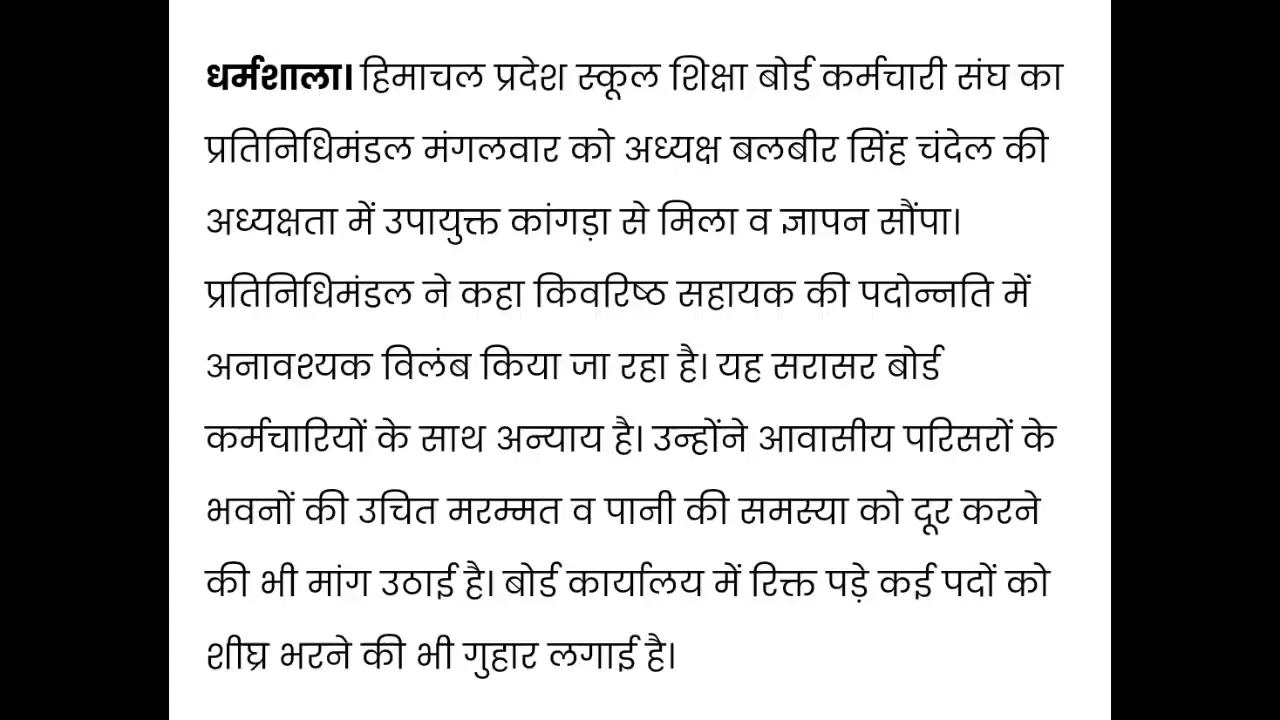 धर्मशाला। हिमाचल प्रदेश स्कूल शिक्षा बोर्ड कर्मचारी संघ का
प्रतिनिधिमंडल मंगलवार को अध्यक्ष बलबीर सिंह चंदेल की
अध्यक्षता में उपायुक्त कांगड़ा से मिला व ज्ञापन सौंपा।
प्रतिनिधिमंडल ने कहा किवरिष्ठ सहायक की पदोन्नति में
अनावश्यक विलंब किया जा रहा है। यह सरासर बोर्ड
कर्मचारियों के साथ अन्याय है। उन्होंने आवासीय परिसरों के
भवनों की उचित मरम्मत व पानी की समस्या को दूर करने
की भी मांग उठाई है। बोर्ड कार्यालय में रिक्त पड़े कई पदों को
शीघ्र भरने की भी गुहार लगाई है।